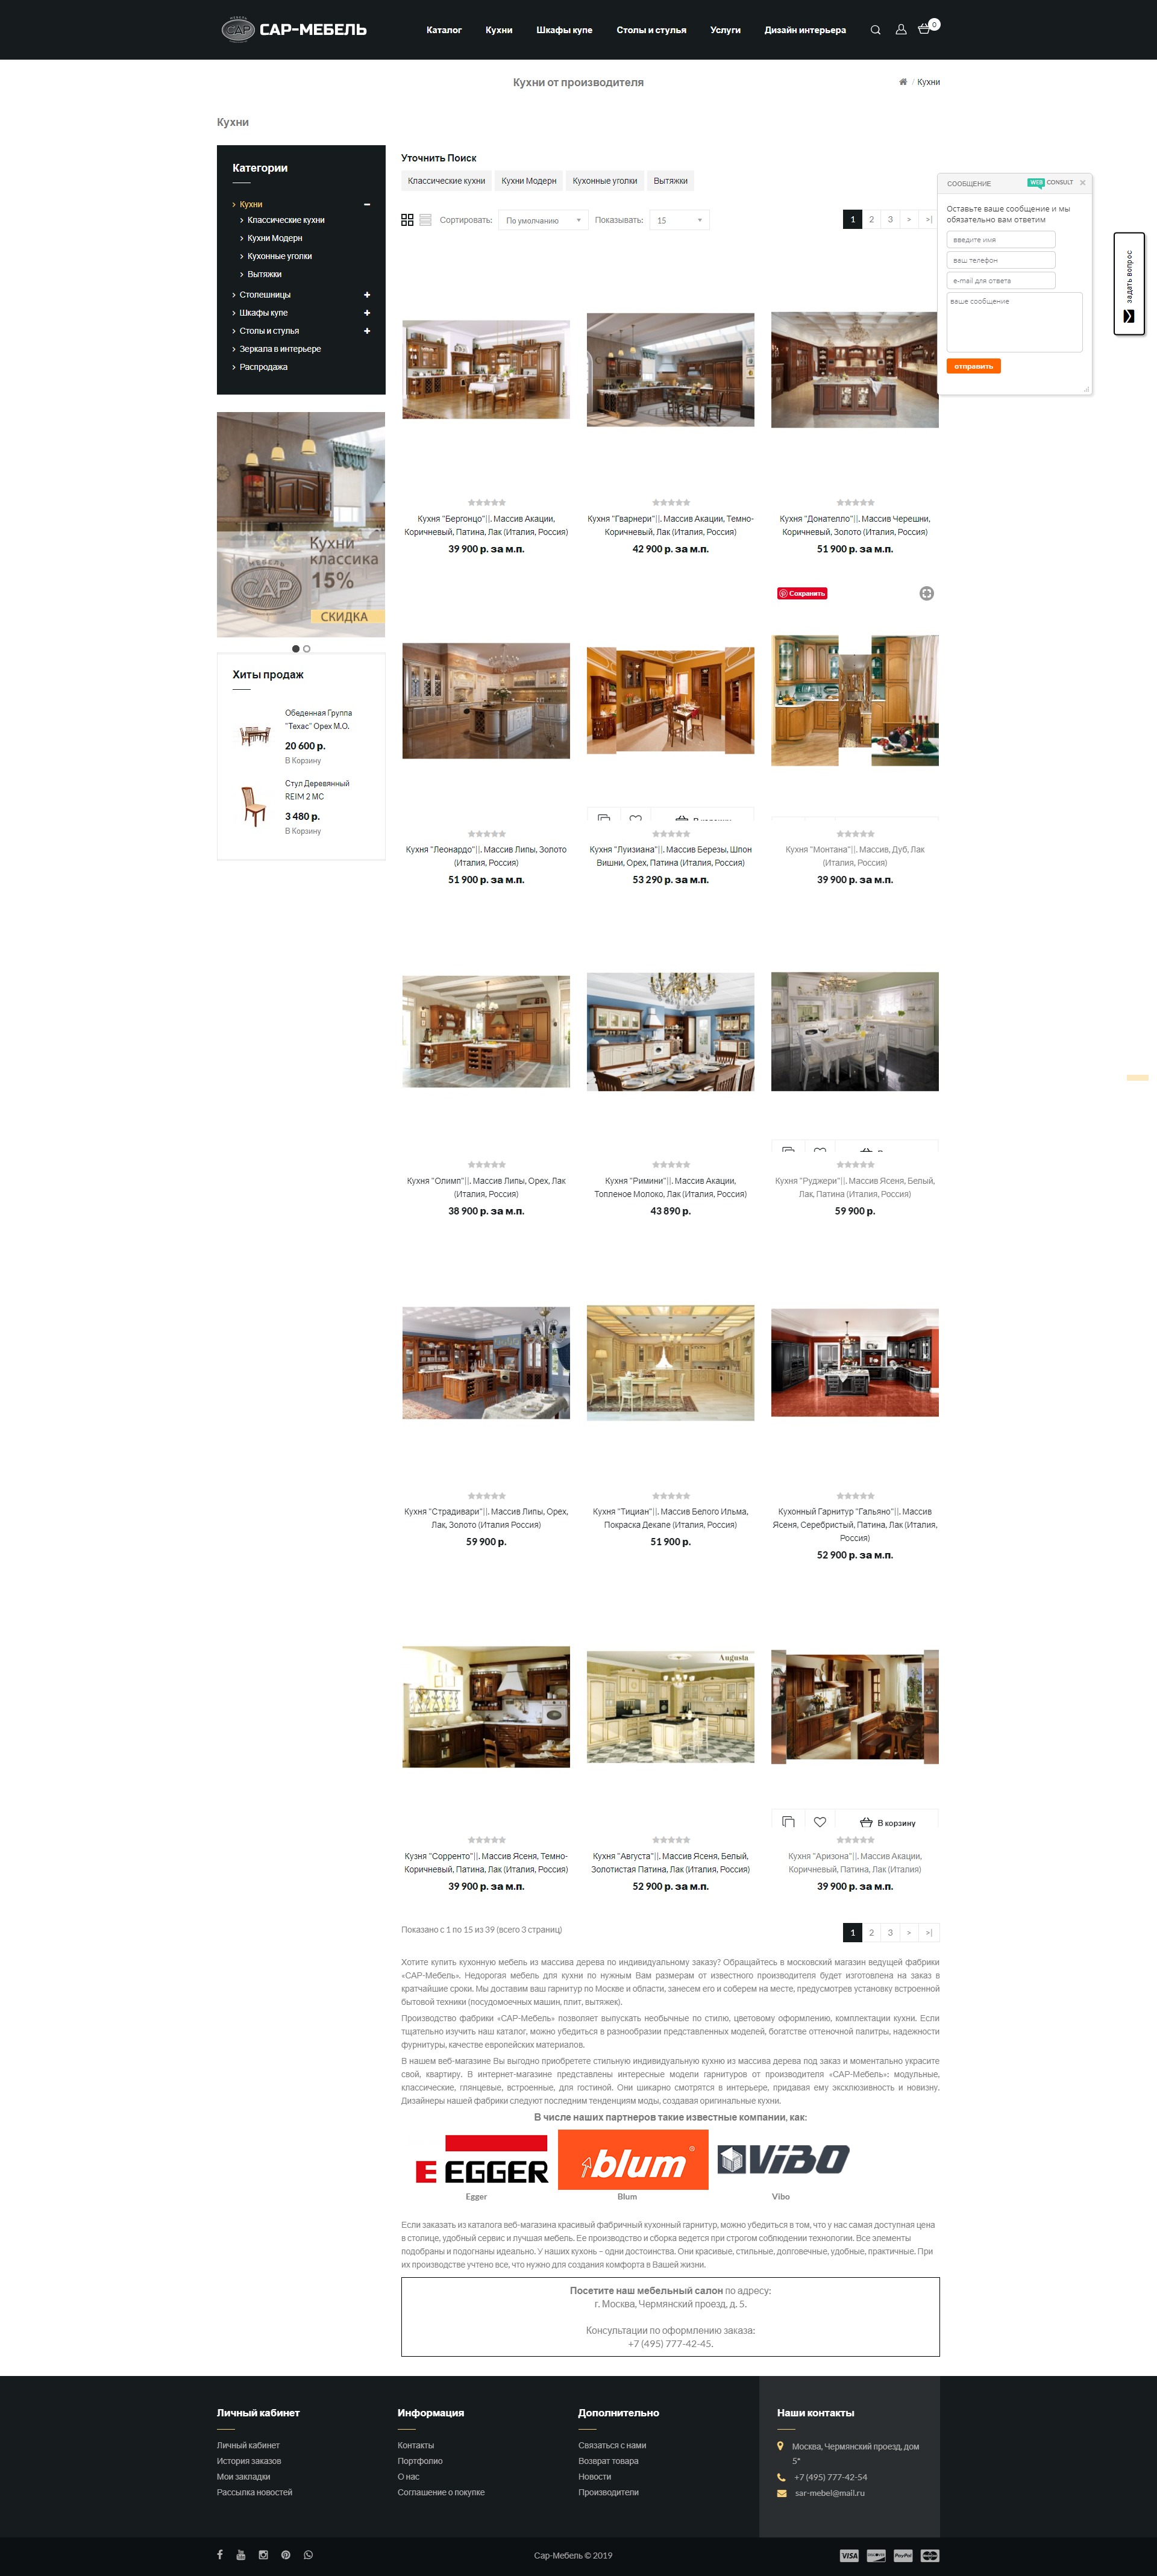 МЕБЕЛЬ
САР
САР-МЕБЕЛЬ
Каталог
Кухни
Шкафы купе
Столы и стулья
Услуги
Дизайн интерьера
0
Кухни от производителя
/ Кухни
Кухни
Категории
Кухни
Классические кухни
Кухни Модерн
Кухонные уголки
Вытяжки
Столешницы
Шкафы купе
Столы и стулья
Зеркала в интерьере
Распродажа
Кухни
классика
15%
МЕБЕЛЬ
САР
СКИДКА
Хиты продаж
Обеденная Группа
"Техас" Орех М.О.
20 600 р.
В Корзину
Стул Деревянный
REIM 2 МС
3 480 р.
В Корзину
Уточнить Поиск
Классические кухни
Кухни Модерн
Кухонные уголки
Вытяжки
Сортировать:
По умолчанию
Показывать:
15
1 2 3 > >|
СООБЩЕНИЕ
WEB CONSULT
Оставьте ваше сообщение и мы
обязательно вам ответим
введите имя
ваш телефон
e-mail для ответа
ваше сообщение
отправить
задать вопрос
Кухня "Бергонцо"||. Массив Акации,
Коричневый, Патина, Лак (Италия, Россия)
39 900 р. за м.п.
Кухня "Гварнери"||. Массив Акации, Темно-
Коричневый, Лак (Италия, Россия)
42 900 р. за м.п.
Кухня "Донателло"||. Массив Черешни,
Коричневый, Золото (Италия, Россия)
51 900 р. за м.п.
Сохранить
Кухня "Леонардо"||. Массив Липы, Золото
(Италия, Россия)
51 900 р. за м.п.
Кухня "Луизиана"||. Массив Березы, Шпон
Вишни, Орех, Патина (Италия, Россия)
53 290 р. за м.п.
Кухня "Монтана"||. Массив, Дуб, Лак
(Италия, Россия)
39 900 р. за м.п.
Кухня "Олимп"||. Массив Липы, Орех, Лак
(Италия, Россия)
38 900 р. за м.п.
Кухня "Римини"||. Массив Акации,
Топленое Молоко, Лак (Италия, Россия)
43 890 р.
Кухня "Руджери"||. Массив Ясеня, Белый,
Лак, Патина (Италия, Россия)
59 900 р.
Кухня "Страдивари"||. Массив Липы, Орех,
Лак, Золото (Италия Россия)
59 900 р.
Кухня "Тициан"||. Массив Белого Ильма,
Покраска Декапе (Италия, Россия)
51 900 р.
Кухонный Гарнитур "Гальяно"||. Массив
Ясеня, Серебристый, Патина, Лак (Италия,
Россия)
52 900 р. за м.п.
Augusta
В корзину
Кузня "Сорренто"||. Массив Ясеня, Темно-
Коричневый, Патина, Лак (Италия, Россия)
39 900 р. за м.п.
Кухня "Августа"||. Массив Ясеня, Белый,
Золотистая Патина, Лак (Италия, Россия)
52 900 р. за м.п.
Кухня "Аризона"||. Массив Акации,
Коричневый, Патина, Лак (Италия)
39 900 р. за м.п.
Показано с 1 по 15 из 39 (всего 3 страниц)
1 2 3 > >|
Хотите купить кухонную мебель из массива дерева по индивидуальному заказу? Обращайтесь в московский магазин ведущей фабрики
«САР-Мебель». Недорогая мебель для кухни по нужным Вам размерам от известного производителя будет изготовлена на заказ в
кратчайшие сроки. Мы доставим ваш гарнитур по Москве и области, занесем его и соберем на месте, предусмотрев установку встроенной
бытовой техники (посудомоечных машин, плит, вытяжек).
Производство фабрики «САР-Мебель» позволяет выпускать необычные по стилю, цветовому оформлению, комплектации кухни. Если
тщательно изучить наш каталог, можно убедиться в разнообразии представленных моделей, богатстве оттеночной палитры, надежности
фурнитуры, качестве европейских материалов.
В нашем веб-магазине Вы выгодно приобретете стильную индивидуальную кухню из массива дерева под заказ и моментально украсите
свой, квартиру. В интернет-магазине представлены интересные модели гарнитуров от производителя «САР-Мебель»: модульные,
классические, глянцевые, встроенные, для гостиной. Они шикарно смотрятся в интерьере, придавая ему эксклюзивность и новизну.
Дизайнеры нашей фабрики следуют последним тенденциям моды, создавая оригинальные кухни.
В числе наших партнеров такие известные компании, как:
EGGER
blum
ViBO
Egger
Blum
Vibo
Если заказать из каталога веб-магазина красивый фабричный кухонный гарнитур, можно убедиться в том, что у нас самая доступная цена
в столице, удобный сервис и лучшая мебель. Ее производство и сборка ведется при строгом соблюдении технологии. Все элементы
подобраны и подогнаны идеально. У наших кухонь – одни достоинства. Они красивые, стильные, долговечные, удобные, практичные. При
их производстве учтено все, что нужно для создания комфорта в Вашей жизни.
Посетите наш мебельный салон по адресу:
г. Москва, Чермянский проезд, д. 5.
Консультации по оформлению заказа:
+7 (495) 777-42-45.
Личный кабинет
Личный кабинет
История заказов
Мои закладки
Рассылка новостей
Информация
Контакты
Портфолио
О нас
Соглашение о покупке
Дополнительно
Связаться с нами
Возврат товара
Новости
Производители
Наши контакты
Москва, Чермянский проезд, дом
5"
+7 (495) 777-42-54
sar-mebel@mail.ru
Сар-Мебель © 2019
VISA
DISCOVER
PayPal
MasterCard